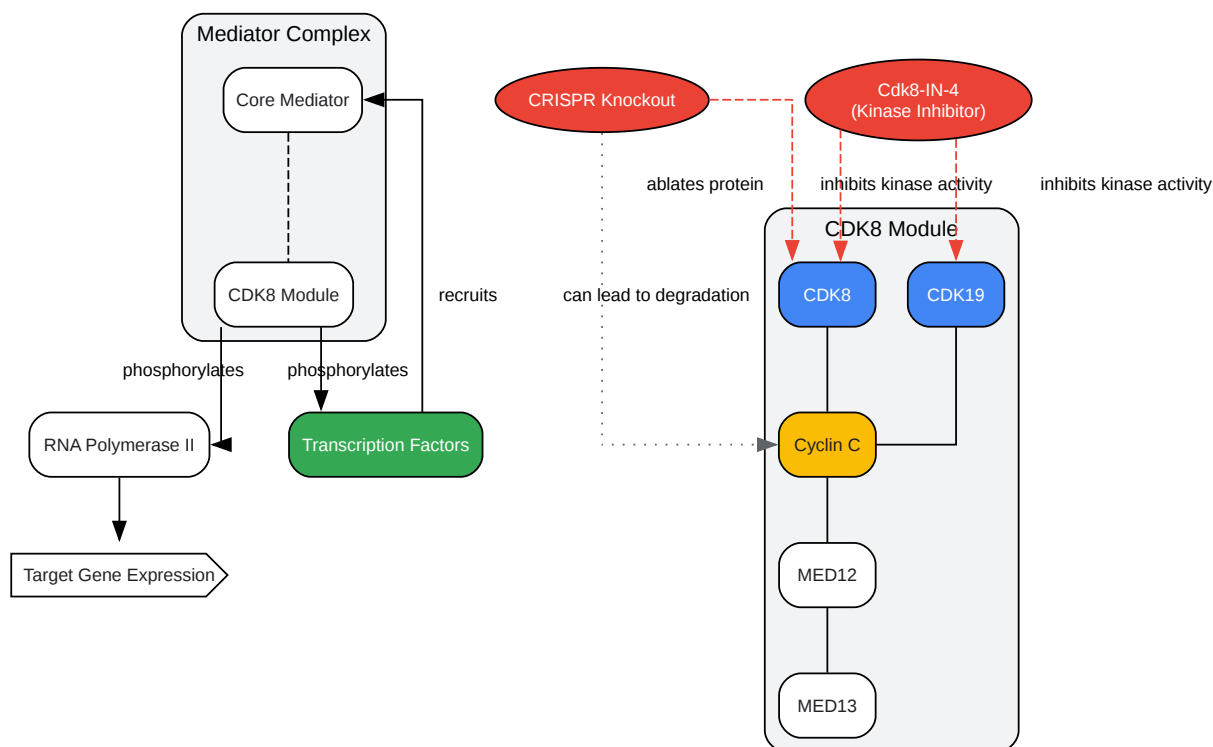 Mediator Complex
Core Mediator
CDK8 Module
recruits
phosphorylates
phosphorylates
RNA Polymerase II
Transcription Factors
Target Gene Expression
CRISPR Knockout
Cdk8-IN-4
(Kinase Inhibitor)
ablates protein
inhibits kinase activity
inhibits kinase activity
CDK8 Module
can lead to degradation
CDK8
CDK19
Cyclin C
MED12
MED13